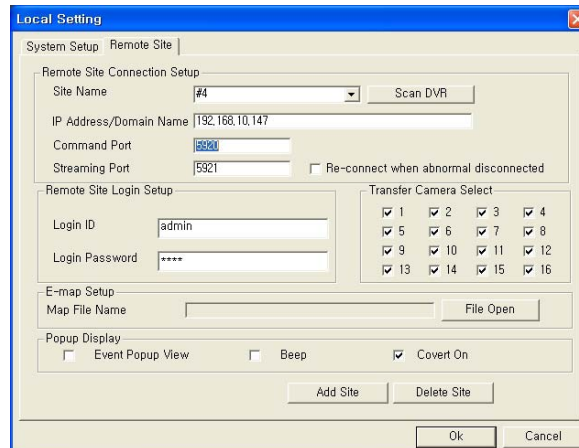 Local Setting
System Setup Remote Site
Remote Site Connection Setup
Site Name #4 Scan DVR
IP Address/Domain Name 192,168,10,147
Command Port 5920
Streaming Port 5921 Re-connect when abnormal disconnected
Remote Site Login Setup Transfer Camera Select
1 2 3 4
Login ID admin 5 6 7 8
9 10 11 12
Login Password ****
13 14 15 16
E-map Setup
Map File Name File Open
Popup Display
Event Popup View Beep Covert On
Add Site Delete Site
Ok Cancel